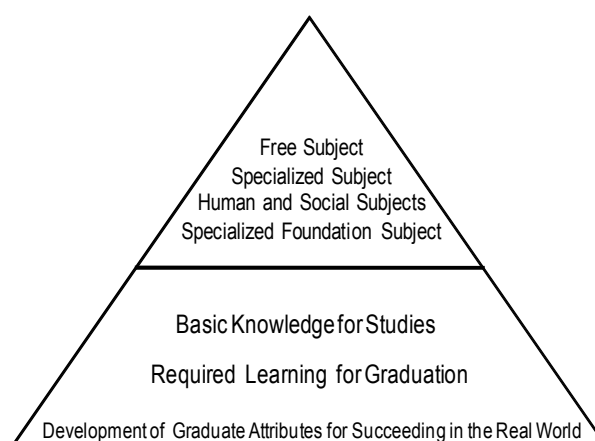 Free Subject
Specialized Subject
Human and Social Subjects
Specialized Foundation Subject
Basic Knowledge for Studies
Required Learning for Graduation
Development of Graduate Attributes for Succeeding in the Real World